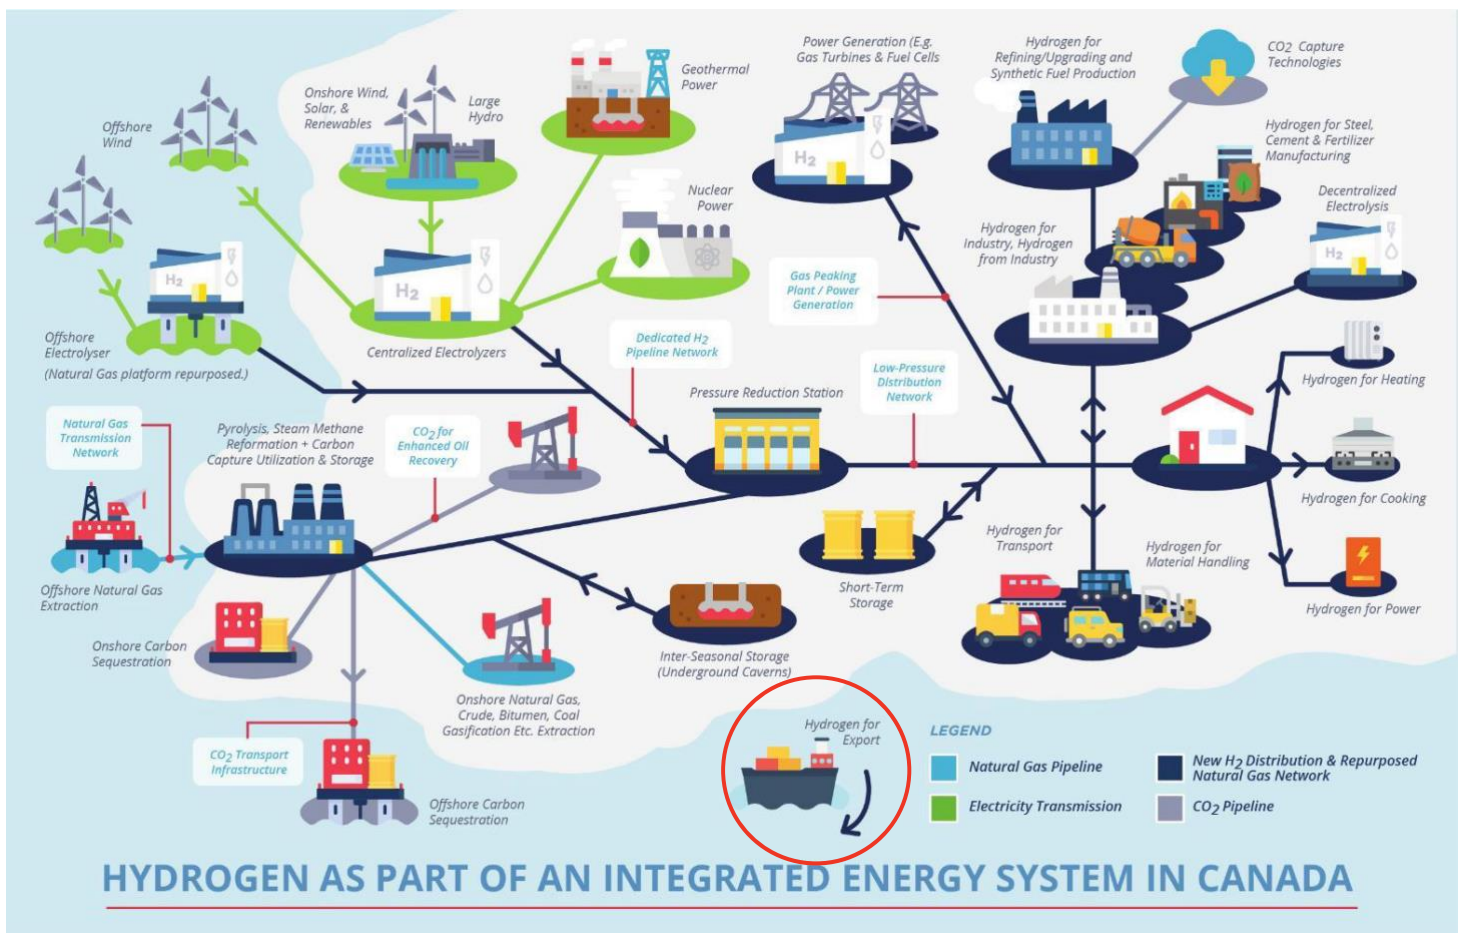 Offshore
Wind
Onshore Wind,
Solar, &
Renewables
Large
Hydro
Geothermal
Power
Power Generation (E.g.
Gas Turbines & Fuel Cells
Hydrogen for
Refining/Upgrading and
Synthetic Fuel Production
CO2 Capture
Technologies
Hydrogen for Steel,
Cement & Fertilizer
Manufacturing
Nuclear
Power
H2
H2
H2
H2
Decentralized
Electrolysis
Hydrogen for
Industry, Hydrogen
from Industry
Gas Peaking
Plant / Power
Generation
Offshore
Electrolyser
(Natural Gas platform repurposed.)
Centralized Electrolyzers
Dedicated H2
Pipeline Network
Low-Pressure
Distribution
Network
Pressure Reduction Station
Hydrogen for Heating
Natural Gas
Transmission
Network
Pyrolysis, Steam Methane
Reformation + Carbon
Capture Utilization & Storage
CO2 for
Enhanced Oil
Recovery
Hydrogen for Cooking
Offshore Natural Gas
Extraction
Hydrogen for
Transport
Hydrogen for
Material Handling
Short-Term
Storage
Hydrogen for Power
Onshore Carbon
Sequestration
Inter-Seasonal Storage
(Underground Caverns)
Onshore Natural Gas,
Crude, Bitumen, Coal
Gasification Etc. Extraction
CO2 Transport
Infrastructure
Offshore Carbon
Sequestration
Hydrogen for
Export
LEGEND
Natural Gas Pipeline
Electricity Transmission
New H2 Distribution & Repurposed
Natural Gas Network
CO2 Pipeline
HYDROGEN AS PART OF AN INTEGRATED ENERGY SYSTEM IN CANADA